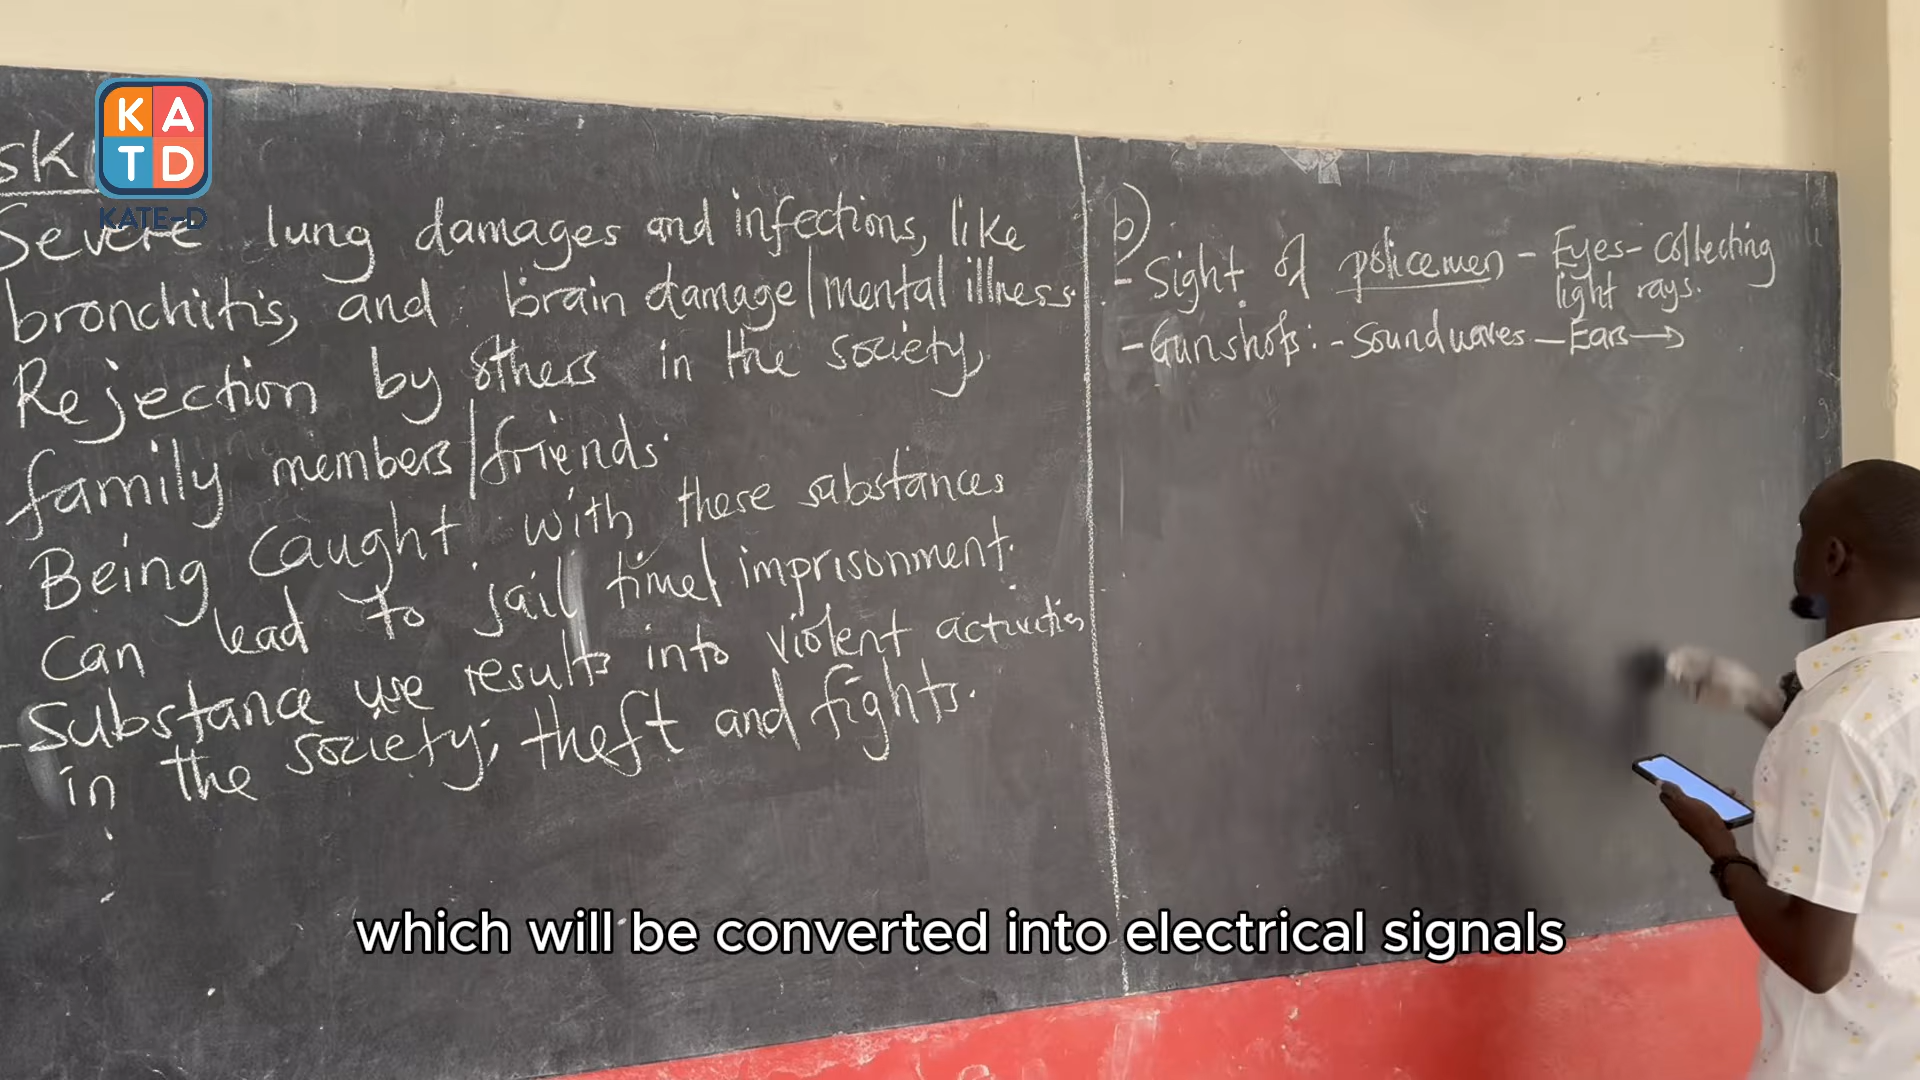 KA
TD
KATE-D
sk
Severe lung damages and infections, like
bronchitis, and brain damage/mental illness.
Rejection by others in the society,
family members/friends.
Being caught with these substances
can lead to jail time/imprisonment.
-Substance use results into violent activities
in the society; theft and fights.
b)
-Sight of policemen - Eyes-Collecting
light rays.
-Gunshots:-Soundwaves-Ears→
which will be converted into electrical signals